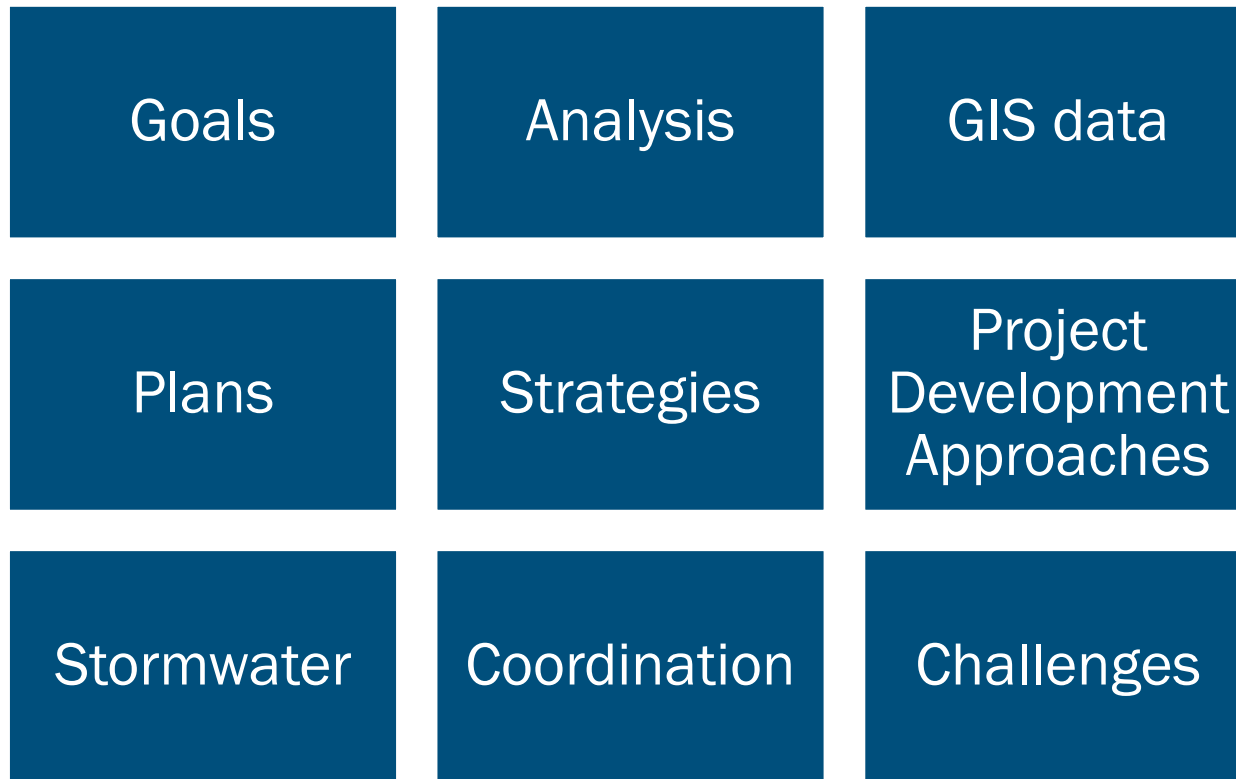 Goals
Analysis
GIS data
Plans
Strategies
Project
Development
Approaches
Stormwater
Coordination
Challenges